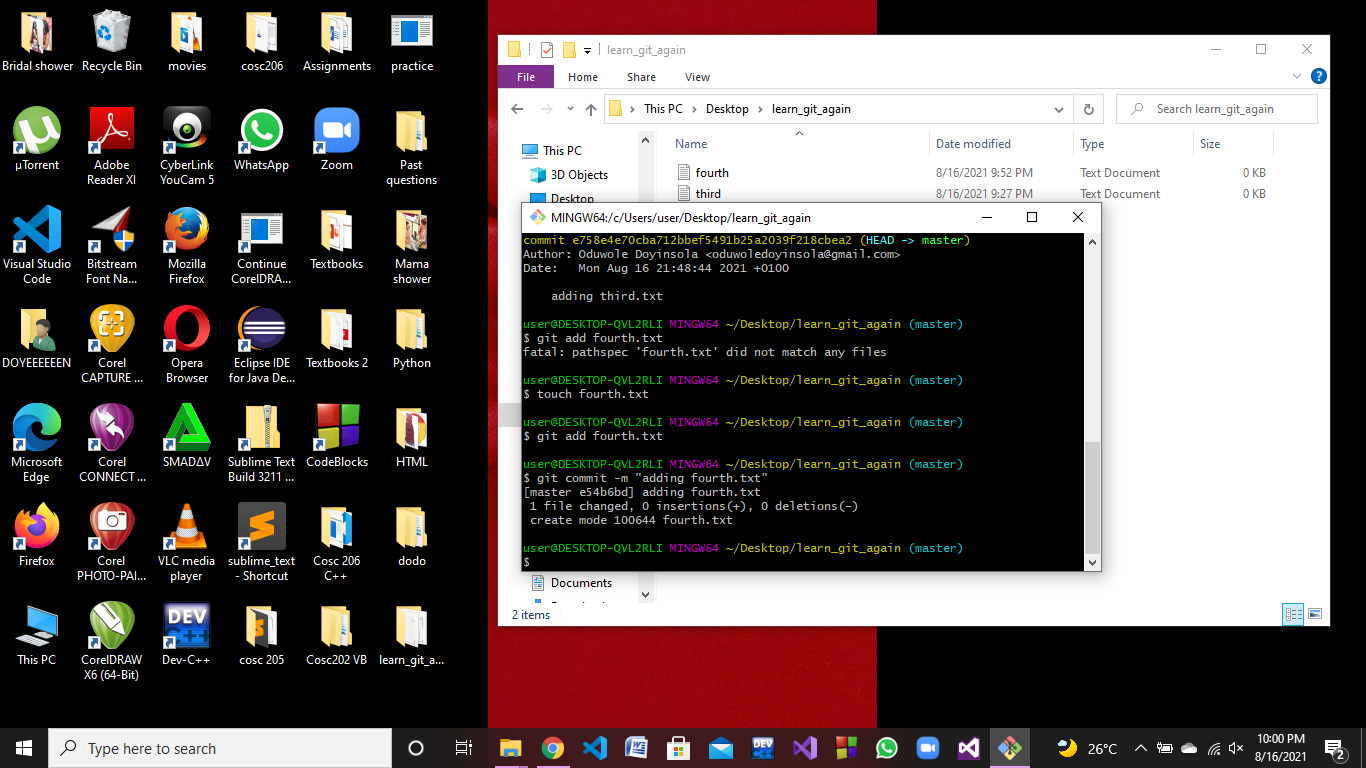 Bridal shower
Recycle Bin
movies
cosc206
Assignments
practice
µTorrent
Adobe
Reader XI
CyberLink
YouCam 5
WhatsApp
Zoom
Past
questions
Visual Studio
Code
Bitstream
Font Na...
Mozilla
Firefox
Continue
CorelDRA...
Textbooks
Mama
shower
DOYEEEEEEN
Corel
CAPTURE ...
Opera
Browser
Eclipse IDE
for Java De...
Textbooks 2
Python
Microsoft
Edge
Corel
CONNECT ...
SMADΔV
Sublime Text
Build 3211 ...
CodeBlocks
HTML
Firefox
Corel
PHOTO-PAI...
VLC media
player
sublime_text
- Shortcut
Cosc 206
C++
dodo
This PC
CorelDRAW
X6 (64-Bit)
DEV
C++
Dev-C++
cosc 205
Cosc202 VB
learn_git_a...
learn_git_again
File
Home
Share
View
This PC
Desktop
learn_git_again
Search learn_git_again
This PC
3D Objects
Desktop
Name
Date modified
Type
Size
fourth
8/16/2021 9:52 PM
Text Document
0 KB
third
8/16/2021 9:27 PM
Text Document
0 KB
MINGW64:/c/Users/user/Desktop/learn_git_again
commit e758e4e70cba712bbef5491b25a2039f218cbea2 (HEAD -> master)
Author: Oduwole Doyinsola <oduwoledoyinsola@gmail.com>
Date:   Mon Aug 16 21:48:44 2021 +0100
adding third.txt
user@DESKTOP-QVL2RLI MINGW64 ~/Desktop/learn_git_again (master)
$ git add fourth.txt
fatal: pathspec 'fourth.txt' did not match any files
user@DESKTOP-QVL2RLI MINGW64 ~/Desktop/learn_git_again (master)
$ touch fourth.txt
user@DESKTOP-QVL2RLI MINGW64 ~/Desktop/learn_git_again (master)
$ git add fourth.txt
user@DESKTOP-QVL2RLI MINGW64 ~/Desktop/learn_git_again (master)
$ git commit -m "adding fourth.txt"
[master e54b6bd] adding fourth.txt
1 file changed, 0 insertions(+), 0 deletions(-)
create mode 100644 fourth.txt
user@DESKTOP-QVL2RLI MINGW64 ~/Desktop/learn_git_again (master)
$
Documents
2 items
Type here to search
DEV
C++
26°C
10:00 PM
8/16/2021
2